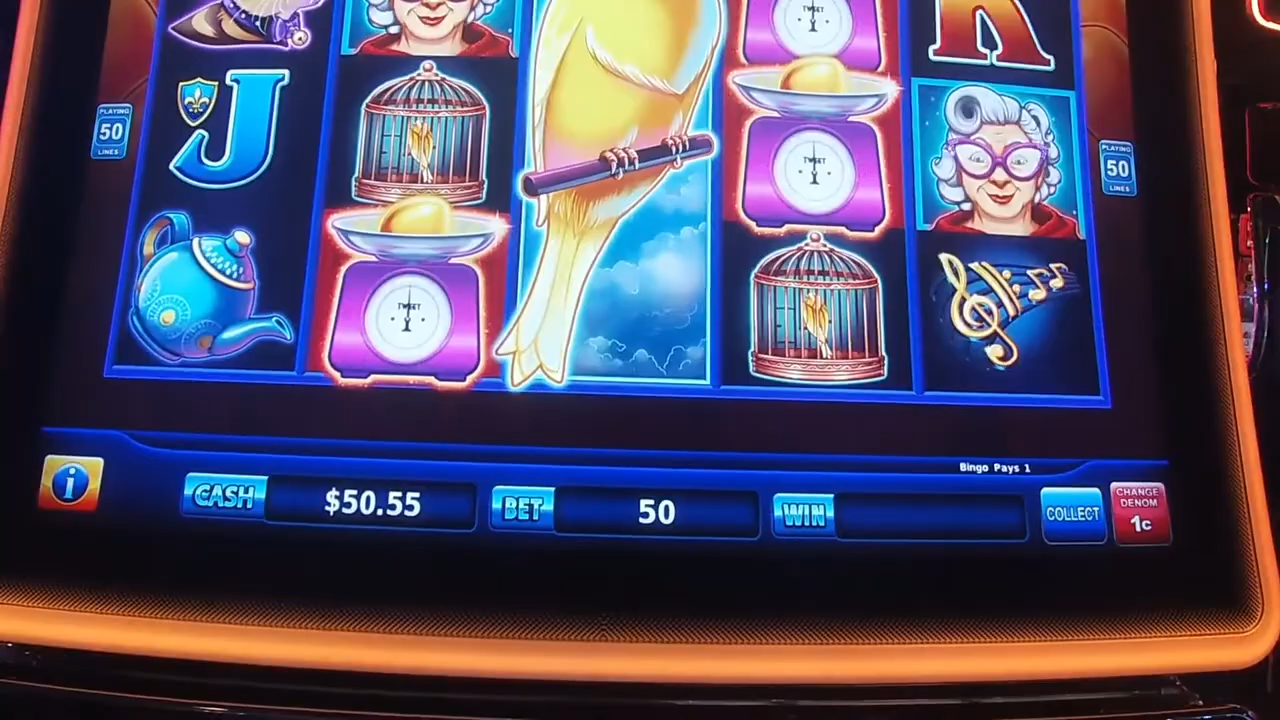 TWEET
K
J
PLAYING
50
LINES
TWEET
PLAYING
50
LINES
TWEET
Bingo Pays 1
i
CASH
$50.55
BET
50
WIN
COLLECT
CHANGE
DENOM
1c